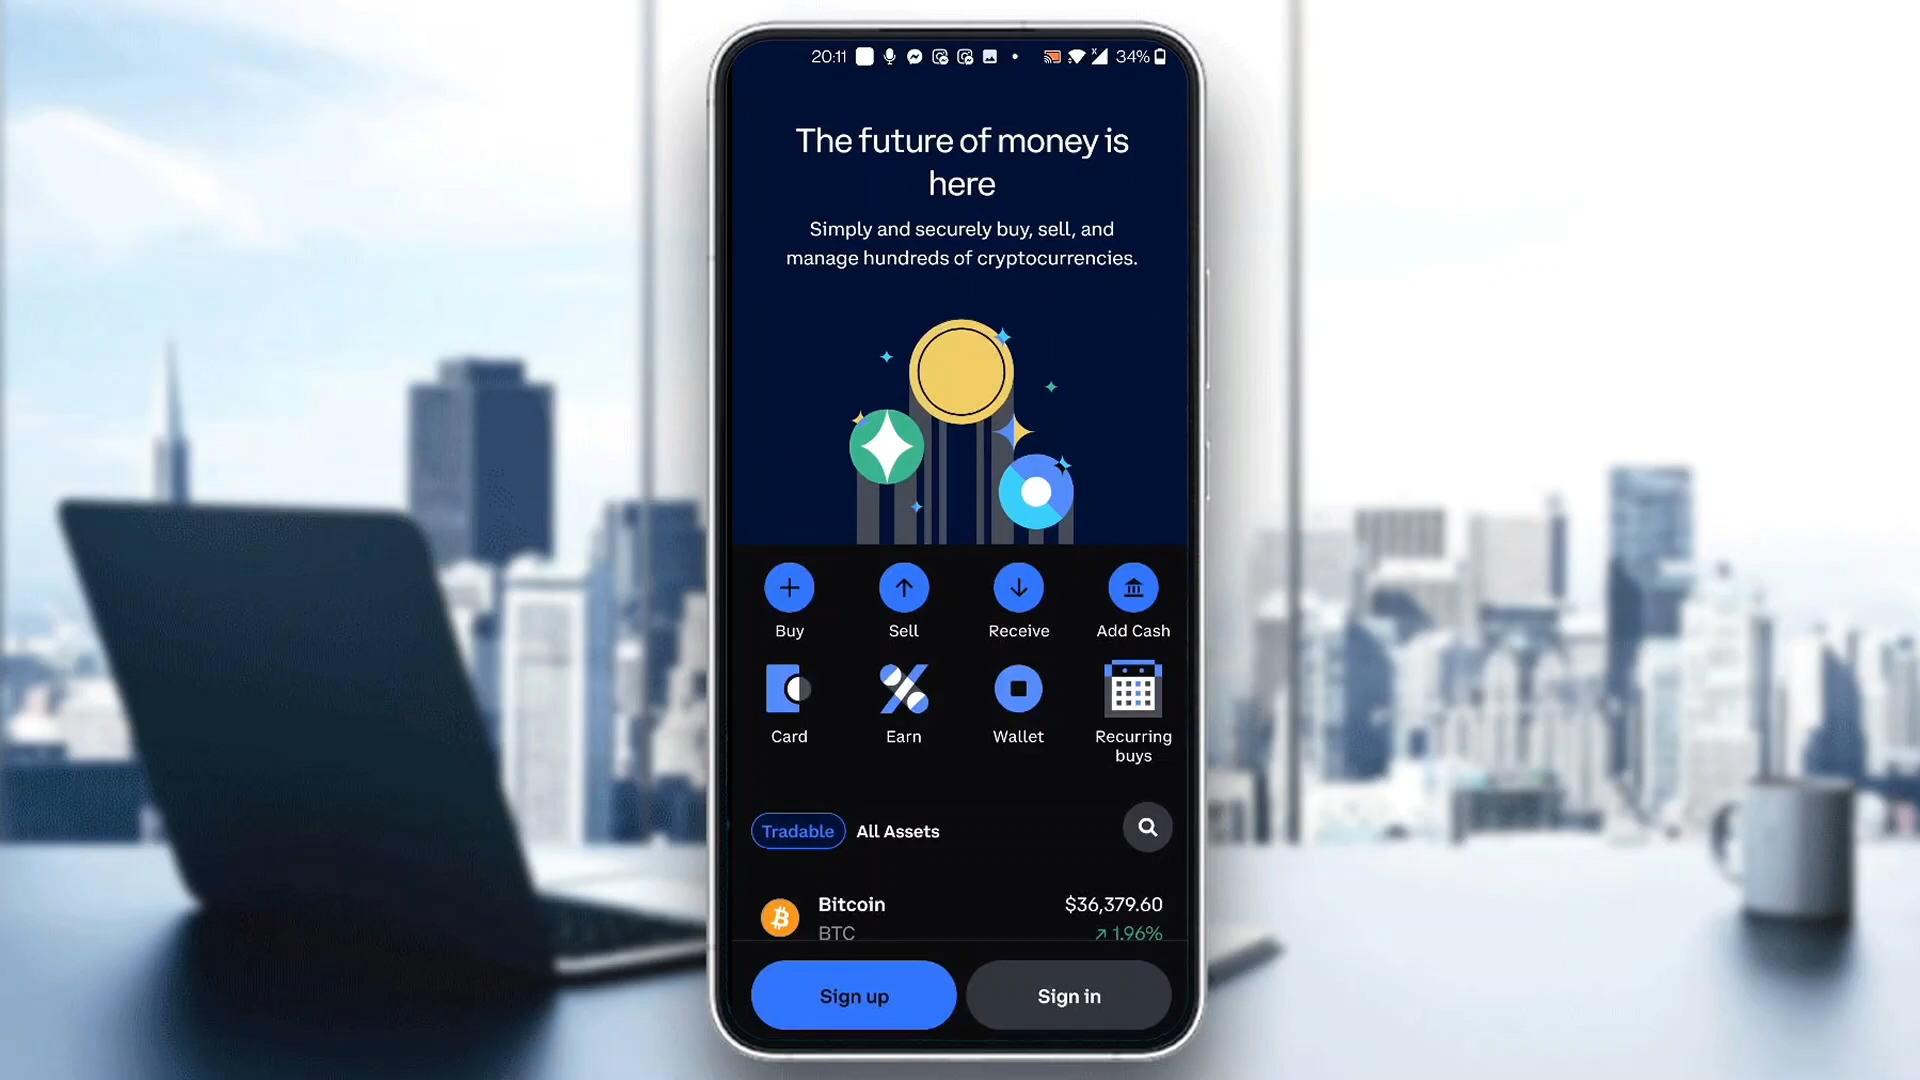 20:11
34%
The future of money is
here
Simply and securely buy, sell, and
manage hundreds of cryptocurrencies.
Buy
Sell
Receive
Add Cash
Card
Earn
Wallet
Recurring
buys
Tradable
All Assets
Bitcoin
$36,379.60
BTC
↗ 1.96%
Sign up
Sign in